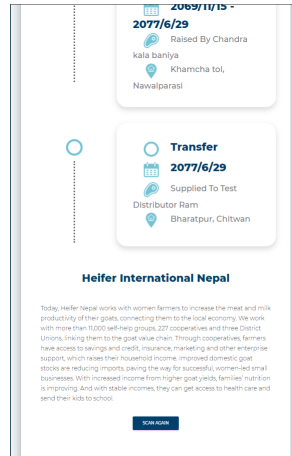 2069/11/15 -
2077/6/29
Raised By Chandra
kala baniya
Khamcha tol,
Nawalparasi
Transfer
2077/6/29
Supplied To Test
Distributor Ram
Bharatpur, Chitwan
Heifer International Nepal
Today, Heifer Nepal works with women farmers to increase the meat and milk
productivity of their goats, connecting them to the local economy. We work
with more than 11,000 self-help groups, 227 cooperatives and three District
Unions, linking them to the goat value chain. Through cooperatives, farmers
have access to savings and credit, insurance, marketing and other enterprise
support, which raises their household income. Improved domestic goat
stocks are reducing imports, paving the way for successful, women-led small
businesses. With increased income from higher goat yields, families' nutrition
is improving. And with stable incomes, they can get access to health care and
send their kids to school.
SCAN AGAIN